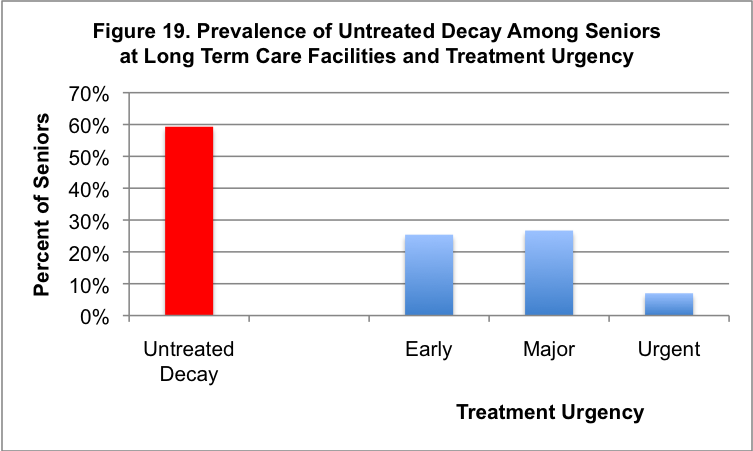 Figure 19. Prevalence of Untreated Decay Among Seniors
at Long Term Care Facilities and Treatment Urgency
Percent of Seniors
70%
60%
50%
40%
30%
20%
10%
0%
Untreated
Decay
Early
Major
Urgent
Treatment Urgency